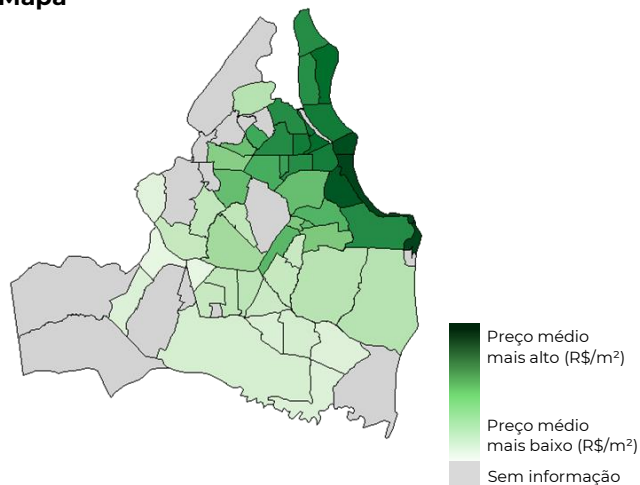 Mapa
Preço médio
mais alto (R$/m²)
Preço médio
mais baixo (R$/m²)
Sem informação